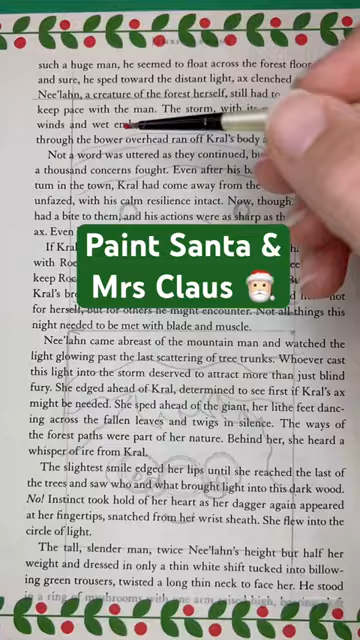 such a huge man, he seemed to float across the forest floor
and sure, he sped toward the distant light, ax clenched
Nee'lahn, a creature of the forest herself, still had to
keep pace with the man. The storm, with its
winds and wet
through the bower overhead ran off Kral's body
Not a word was uttered as they continued,
a thousand concerns fought. Even after his
tum in the town, Kral had come away from the
unfazed, with his calm resilience intact. Now, though
had a bite to them, and his actions were as sharp as
ax. Even
If Kral
with
keep
Kral's
Paint Santa &
Mrs Claus 🎅🏻
for herself, but for others he might encounter. Not all things this
night needed to be met with blade and muscle.
Nee'lahn came abreast of the mountain man and watched the
light glowing past the last scattering of tree trunks. Whoever cast
this light into the storm deserved to attract more than just blind
fury. She edged ahead of Kral, determined to see first if Kral's ax
might be needed. She sped ahead of the giant, her lithe feet danc-
ing across the fallen leaves and twigs in silence. The ways of
the forest paths were part of her nature. Behind her, she heard a
whisper of ire from Kral.
The slightest smile edged her lips until she reached the last of
the trees and saw who and what brought light into this dark wood.
No! Instinct took hold of her heart as her dagger again appeared
at her fingertips, snatched from her wrist sheath. She flew into the
circle of light.
The tall, slender man, twice Nee'lahn's height but half her
weight and dressed in only a thin white shift tucked into billow-
ing green trousers, twisted a long thin neck to face her. He stood
in a ring of mushrooms with one arm raised high,